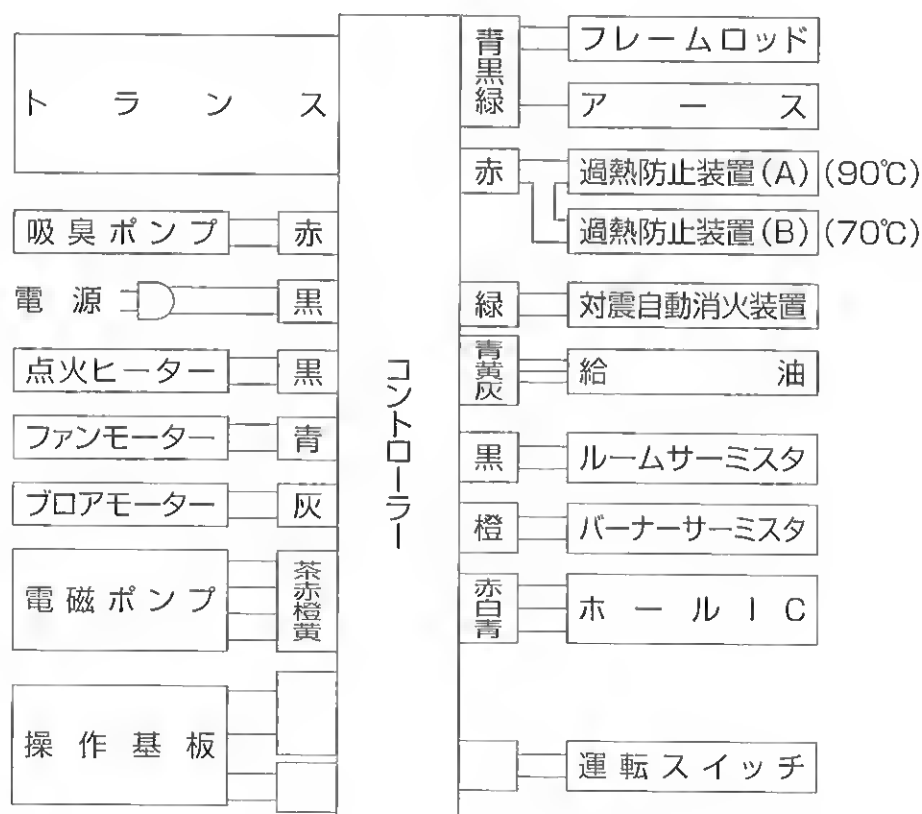 トランス
吸臭ポンプ
赤
電源
黒
点火ヒーター
黒
ファンモーター
青
ブロアモーター
灰
電磁ポンプ
茶赤橙黄
操作基板
コントローラー
青黒緑
フレームロッド
アース
赤
過熱防止装置(A)(90℃)
過熱防止装置(B)(70℃)
緑
対震自動消火装置
青黄灰
給油
黒
ルームサーミスタ
橙
バーナーサーミスタ
赤白青
ホールIC
運転スイッチ